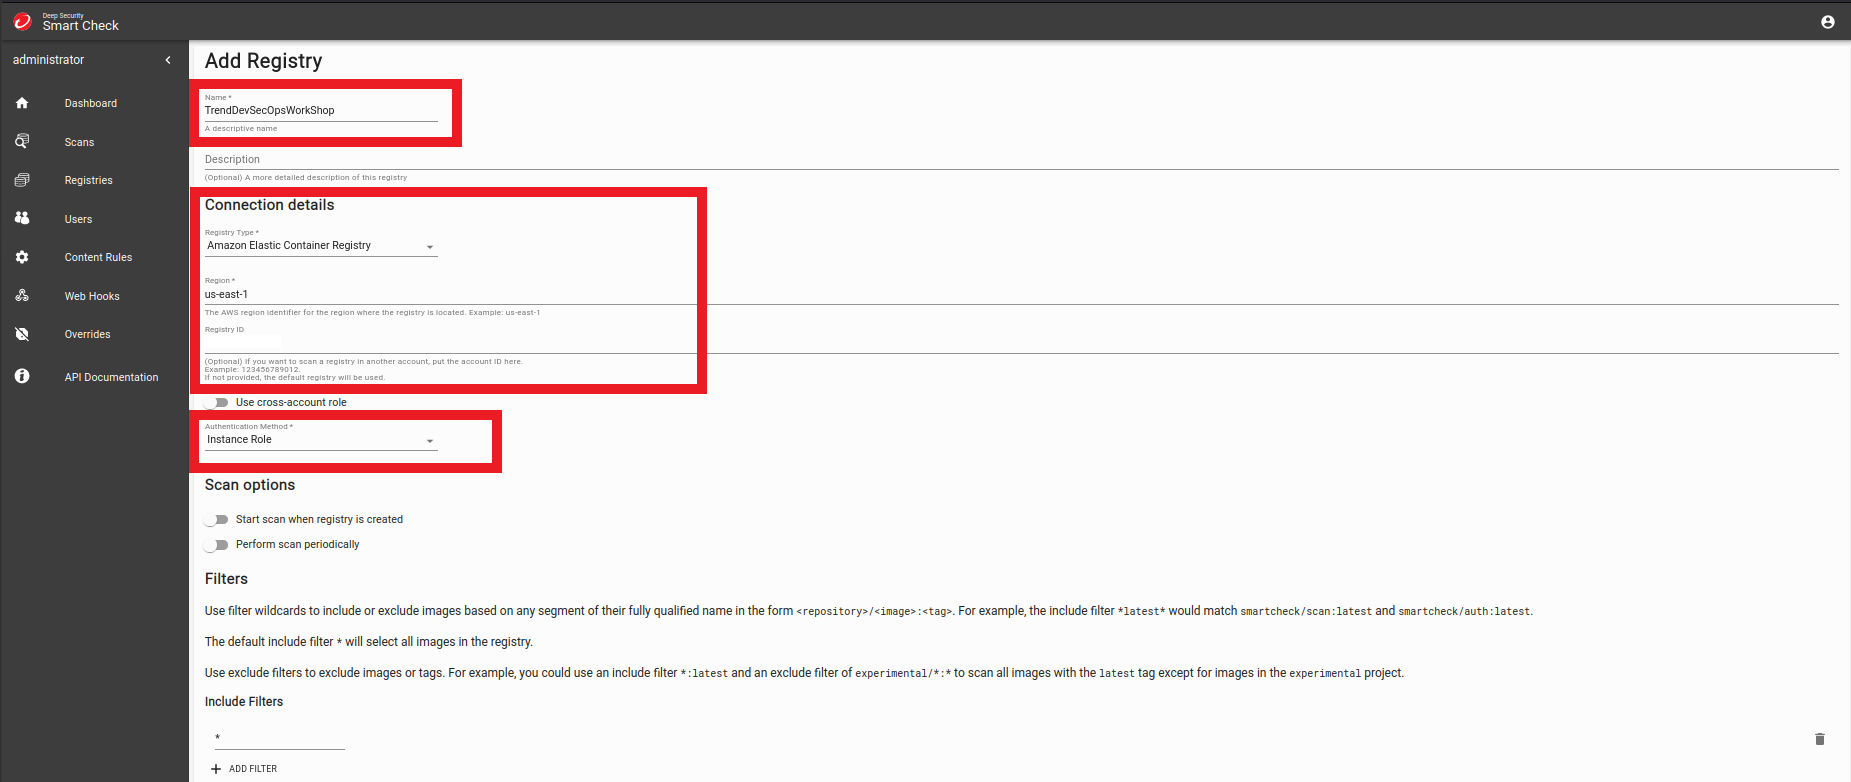 Deep Security
Smart Check
administrator
Dashboard
Scans
Registries
Users
Content Rules
Web Hooks
Overrides
API Documentation
Add Registry
Name *
TrendDevSecOpsWorkShop
A descriptive name
Description
(Optional) A more detailed description of this registry
Connection details
Registry Type *
Amazon Elastic Container Registry
Region *
us-east-1
The AWS region identifier for the region where the registry is located. Example: us-east-1
Registry ID
(Optional) If you want to scan a registry in another account, put the account ID here.
Example: 123456789012.
If not provided, the default registry will be used.
Use cross-account role
Authentication Method *
Instance Role
Scan options
Start scan when registry is created
Perform scan periodically
Filters
Use filter wildcards to include or exclude images based on any segment of their fully qualified name in the form <repository>/<image>:<tag>. For example, the include filter *latest* would match smartcheck/scan:latest and smartcheck/auth:latest.
The default include filter * will select all images in the registry.
Use exclude filters to exclude images or tags. For example, you could use an include filter *:latest and an exclude filter of experimental/*:* to scan all images with the latest tag except for images in the experimental project.
Include Filters
*
ADD FILTER